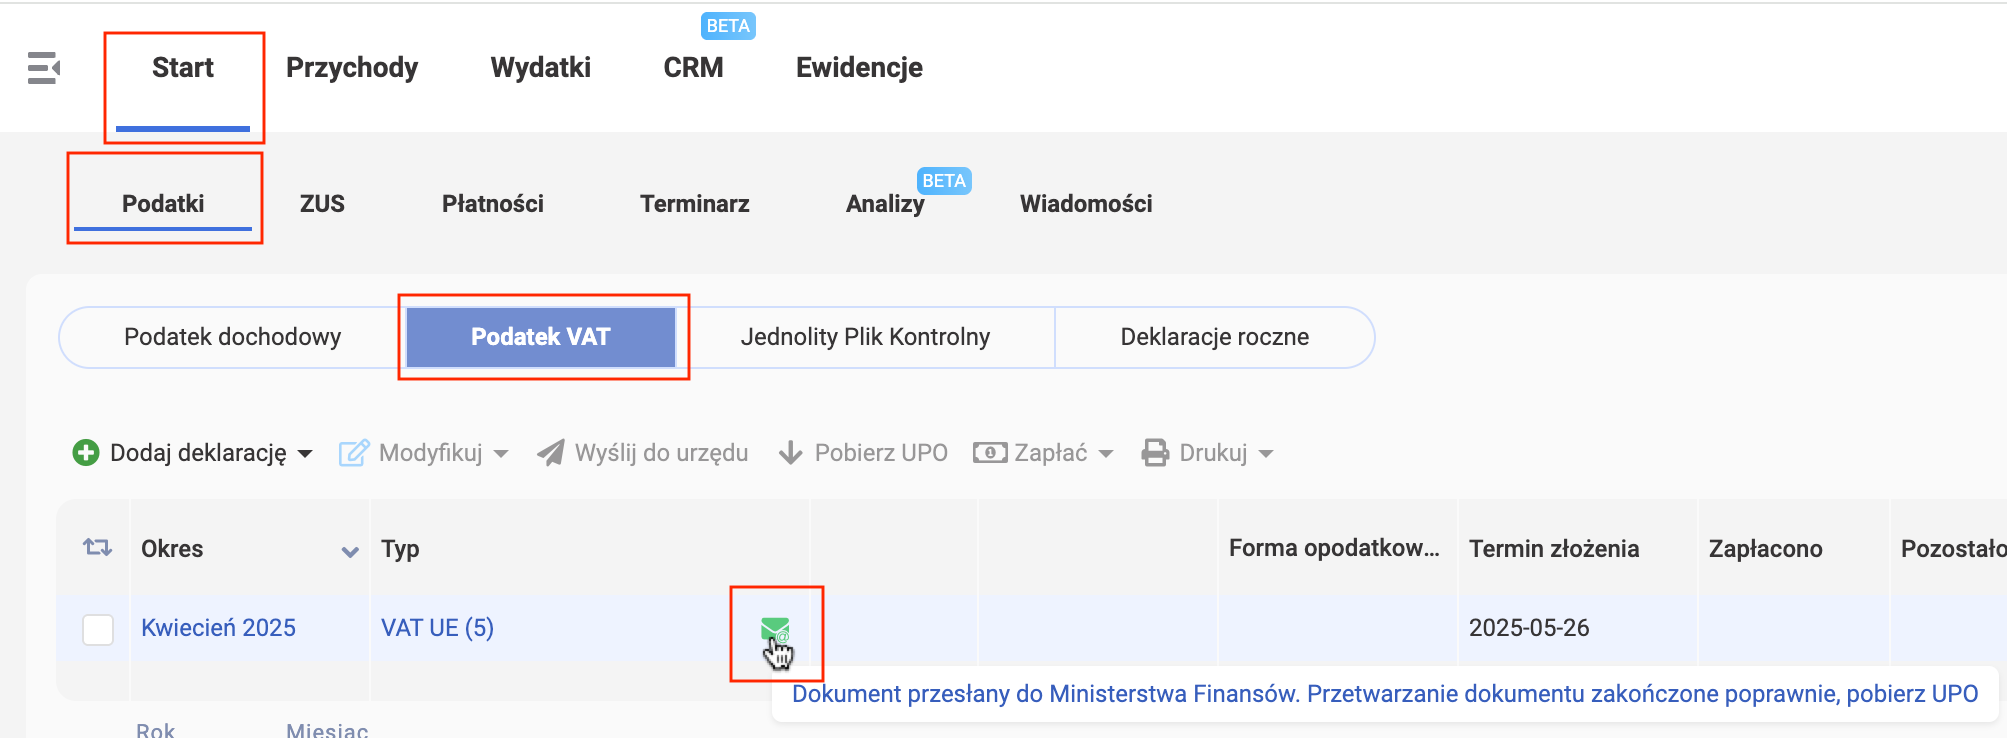 BETA
Start Przychody Wydatki CRM Ewidencje
BETA
Podatki ZUS Płatności Terminarz Analizy Wiadomości
Podatek dochodowy Podatek VAT Jednolity Plik Kontrolny Deklaracje roczne
Dodaj deklarację Modyfikuj Wyślij do urzędu Pobierz UPO Zapłać Drukuj
Okres Typ Forma opodatkow... Termin złożenia Zapłacono Pozostało
Kwiecień 2025 VAT UE (5) 2025-05-26
Dokument przesłany do Ministerstwa Finansów. Przetwarzanie dokumentu zakończone poprawnie, pobierz UPO
Rok Miesiąc